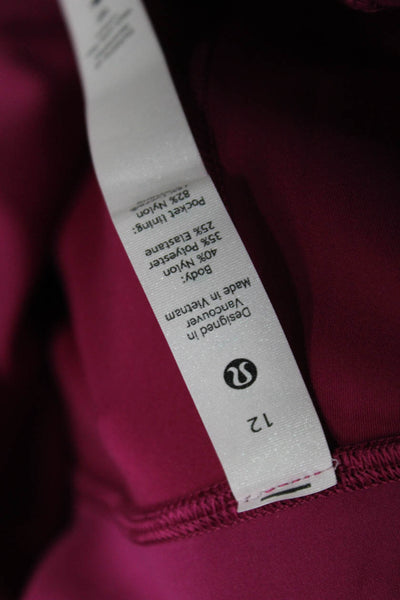 12
Designed in
Vancouver
Made in Vietnam
Body:
40% Nylon
35% Polyester
25% Elastane
Pocket lining:
82% Nylon